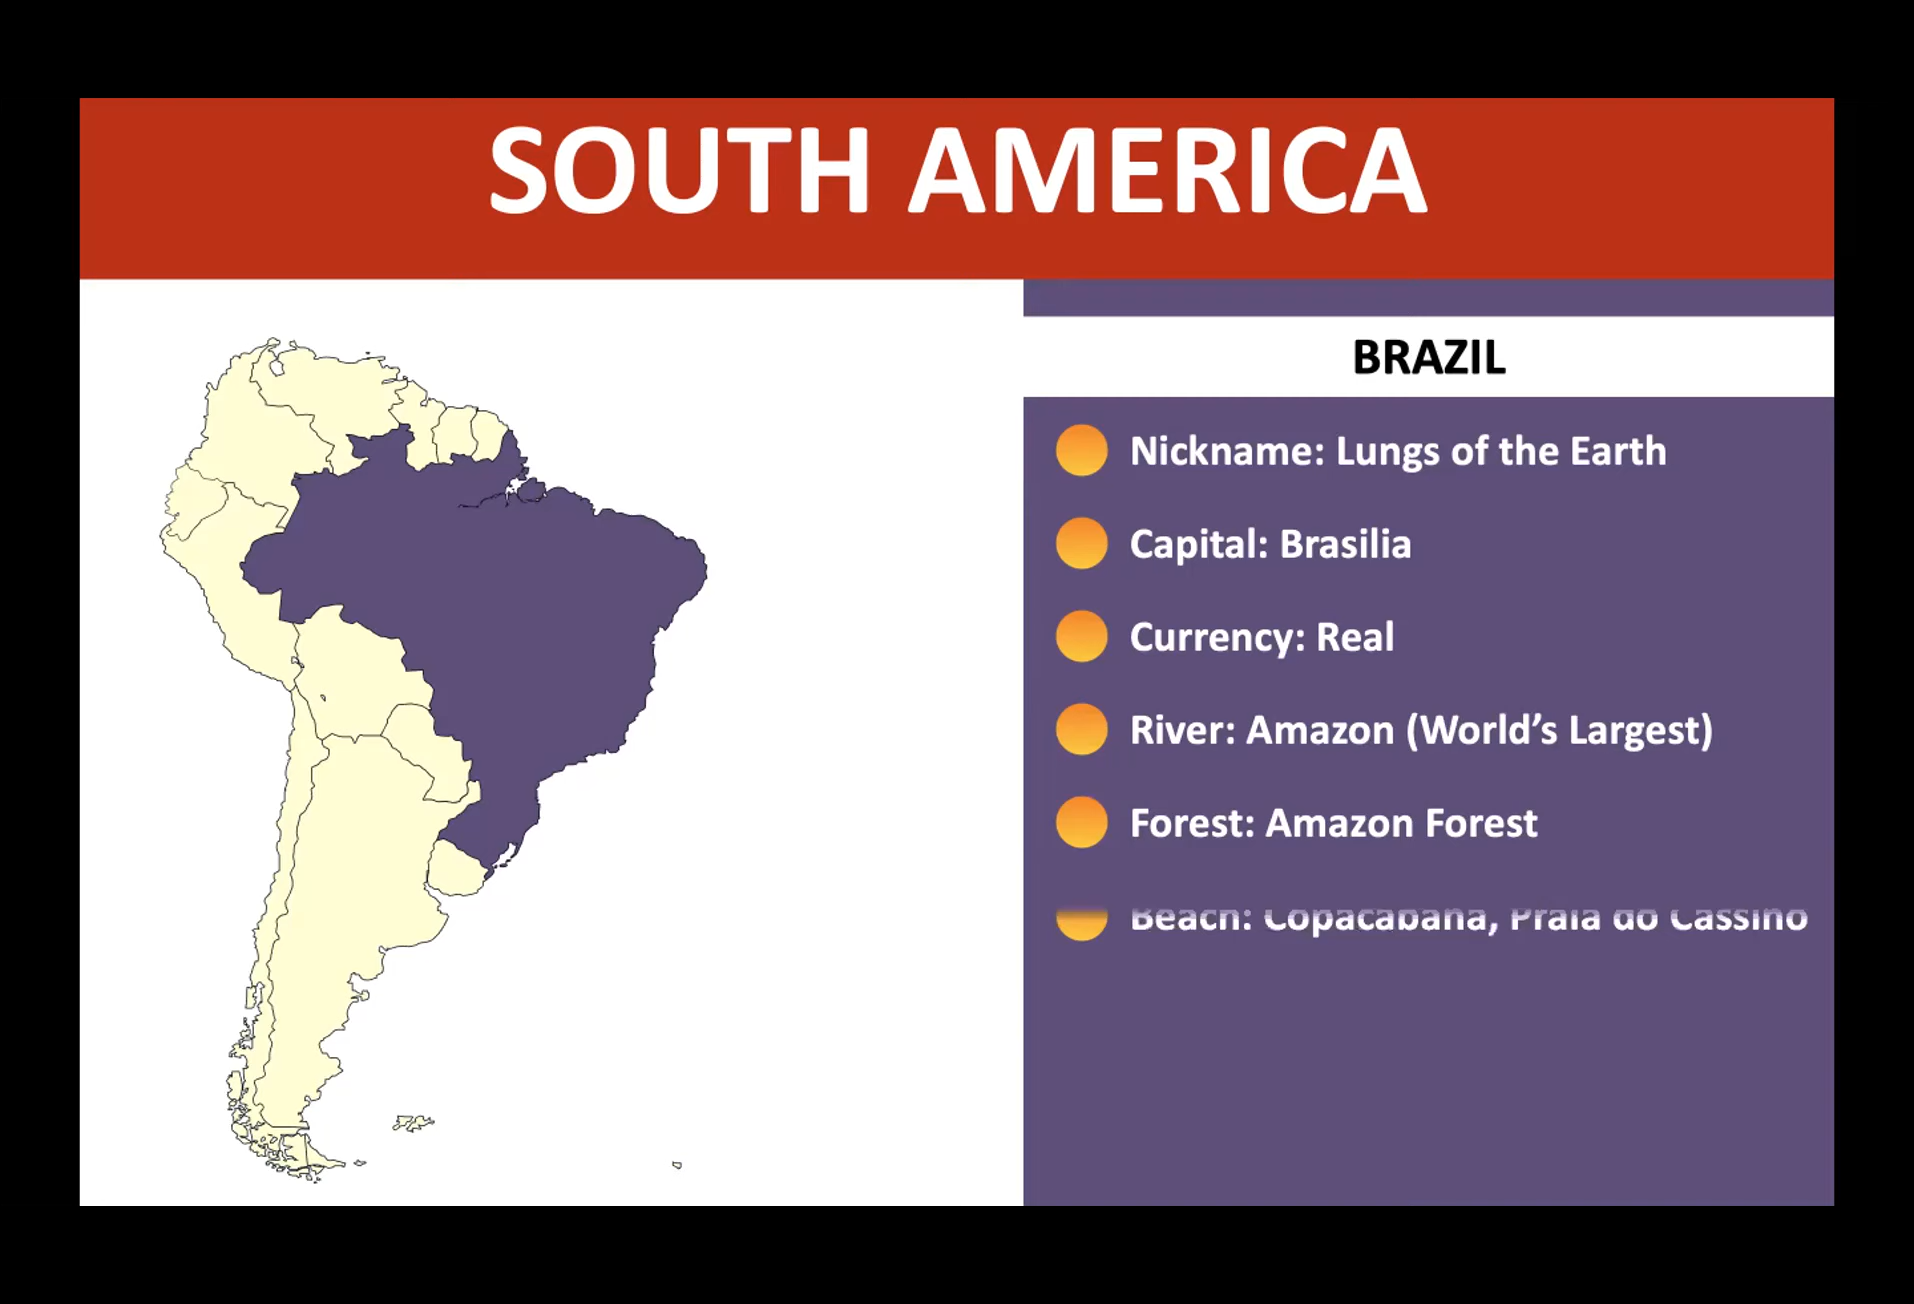 SOUTH AMERICA
BRAZIL
Nickname: Lungs of the Earth
Capital: Brasilia
Currency: Real
River: Amazon (World’s Largest)
Forest: Amazon Forest
Beach: Copacabana, Praia do Cassino